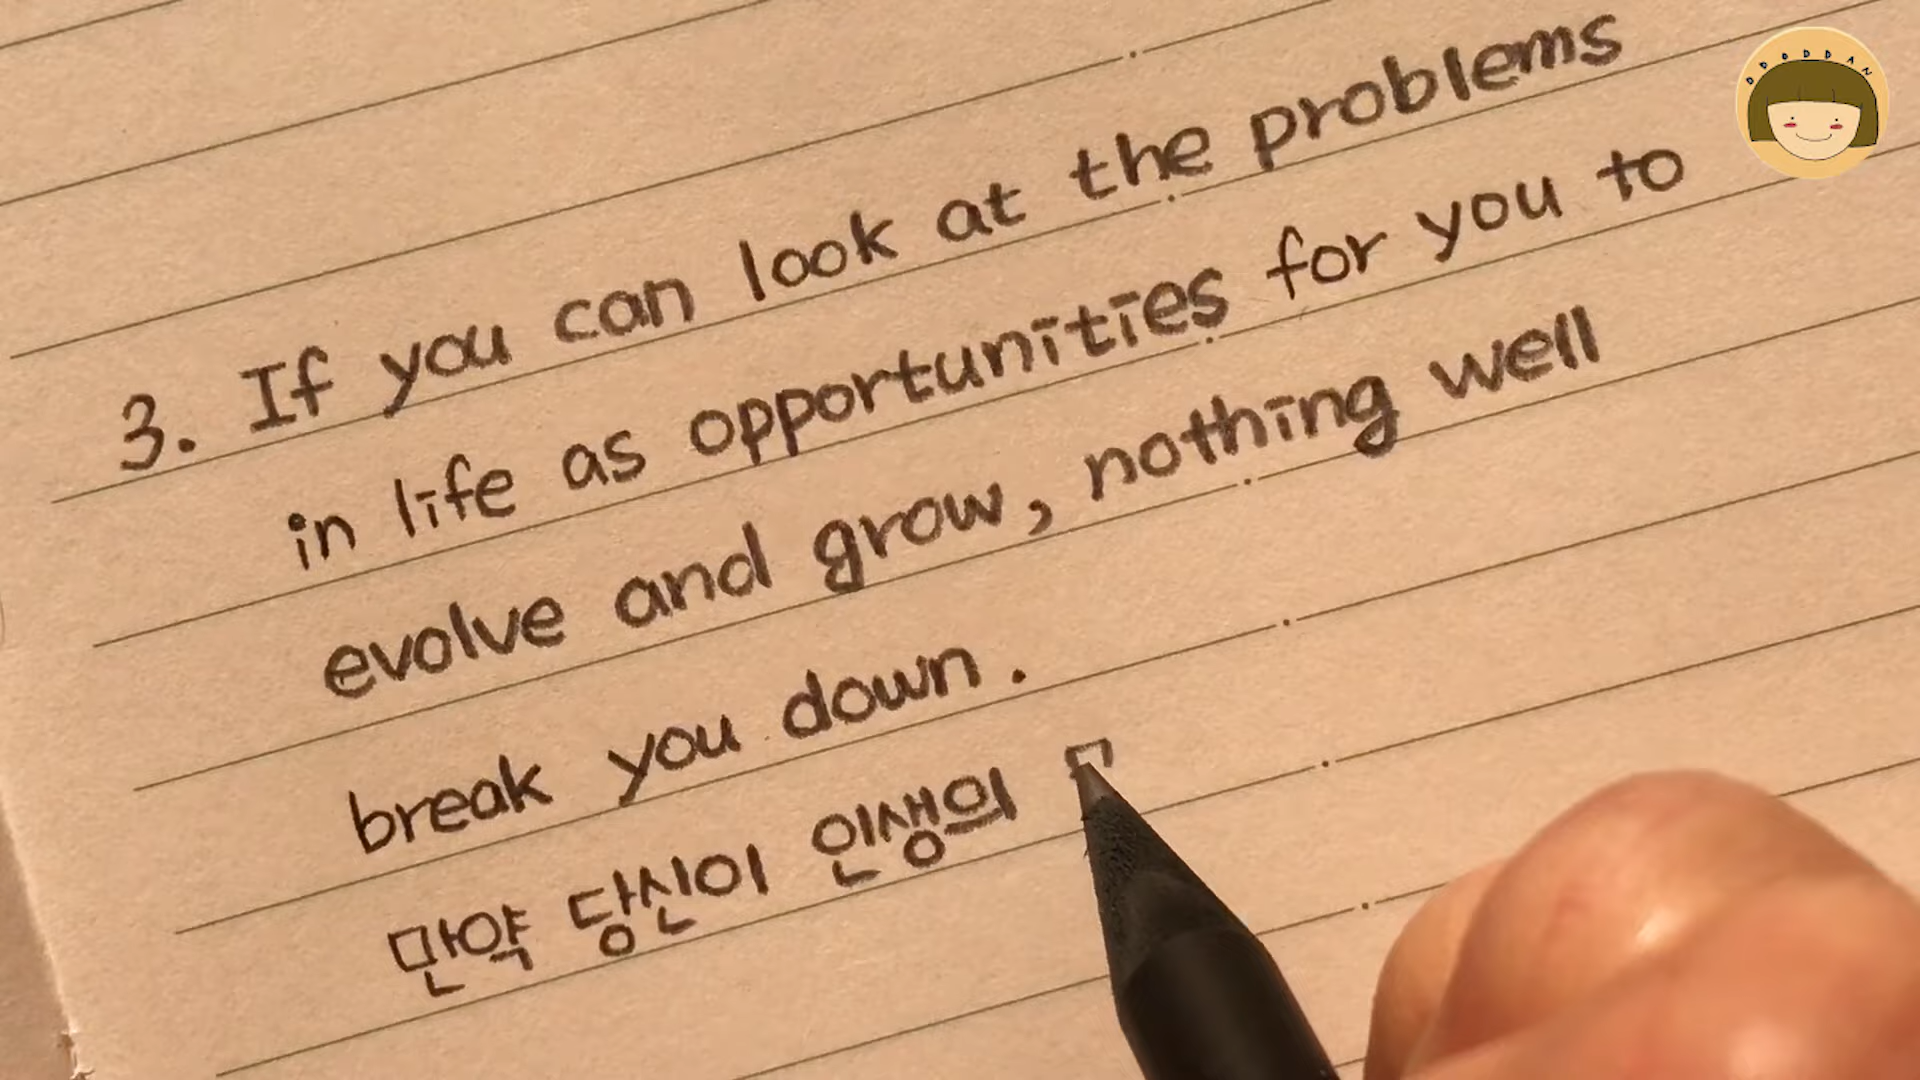 3. If you can look at the problems
in life as opportunities for you to
evolve and grow, nothing well
break you down.
만약 당신이 인생의
DDODDAN